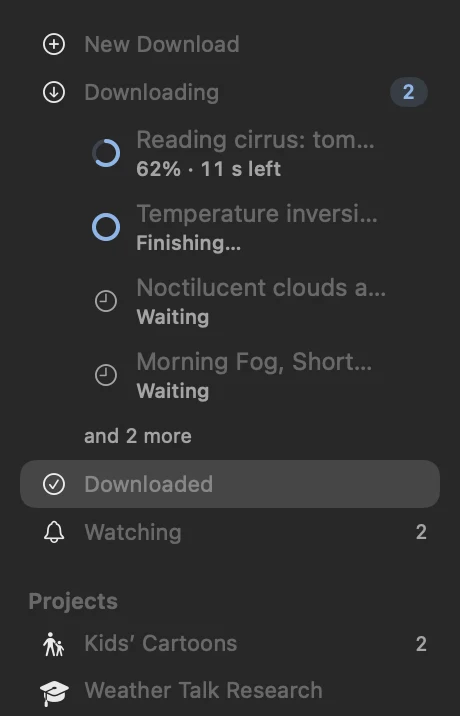 New Download
Downloading 2
Reading cirrus: tom...
62% · 11 s left
Temperature inversi...
Finishing...
Noctilucent clouds a...
Waiting
Morning Fog, Short...
Waiting
and 2 more
Downloaded
Watching 2
Projects
Kids’ Cartoons 2
Weather Talk Research